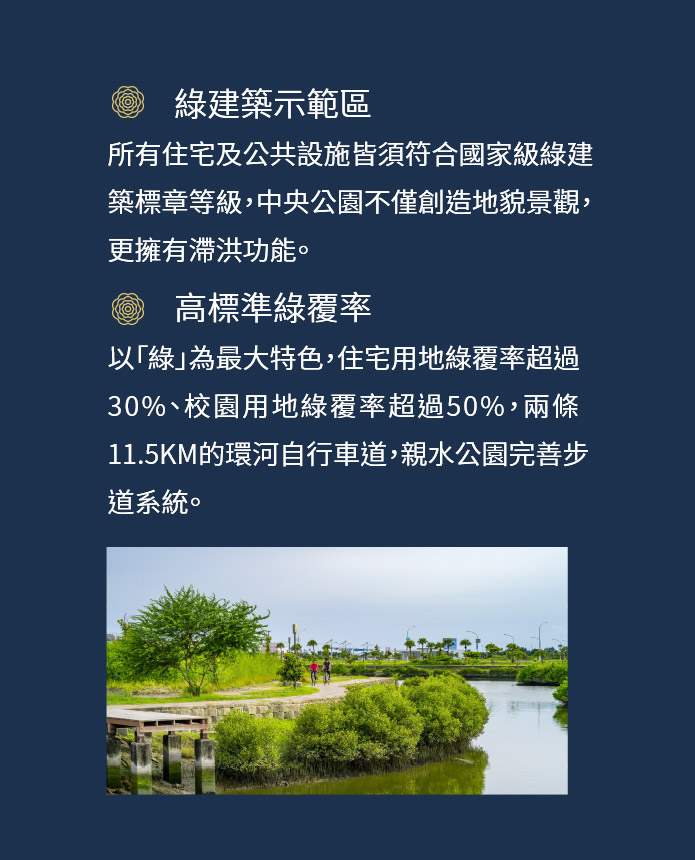 綠建築示範區
所有住宅及公共設施皆須符合國家級綠建
築標章等級,中央公園不僅創造地貌景觀,
更擁有滯洪功能。
高標準綠覆率
以「綠」為最大特色,住宅用地綠覆率超過
30%、校園用地綠覆率超過50%,兩條
11.5KM的環河自行車道,親水公園完善步
道系統。